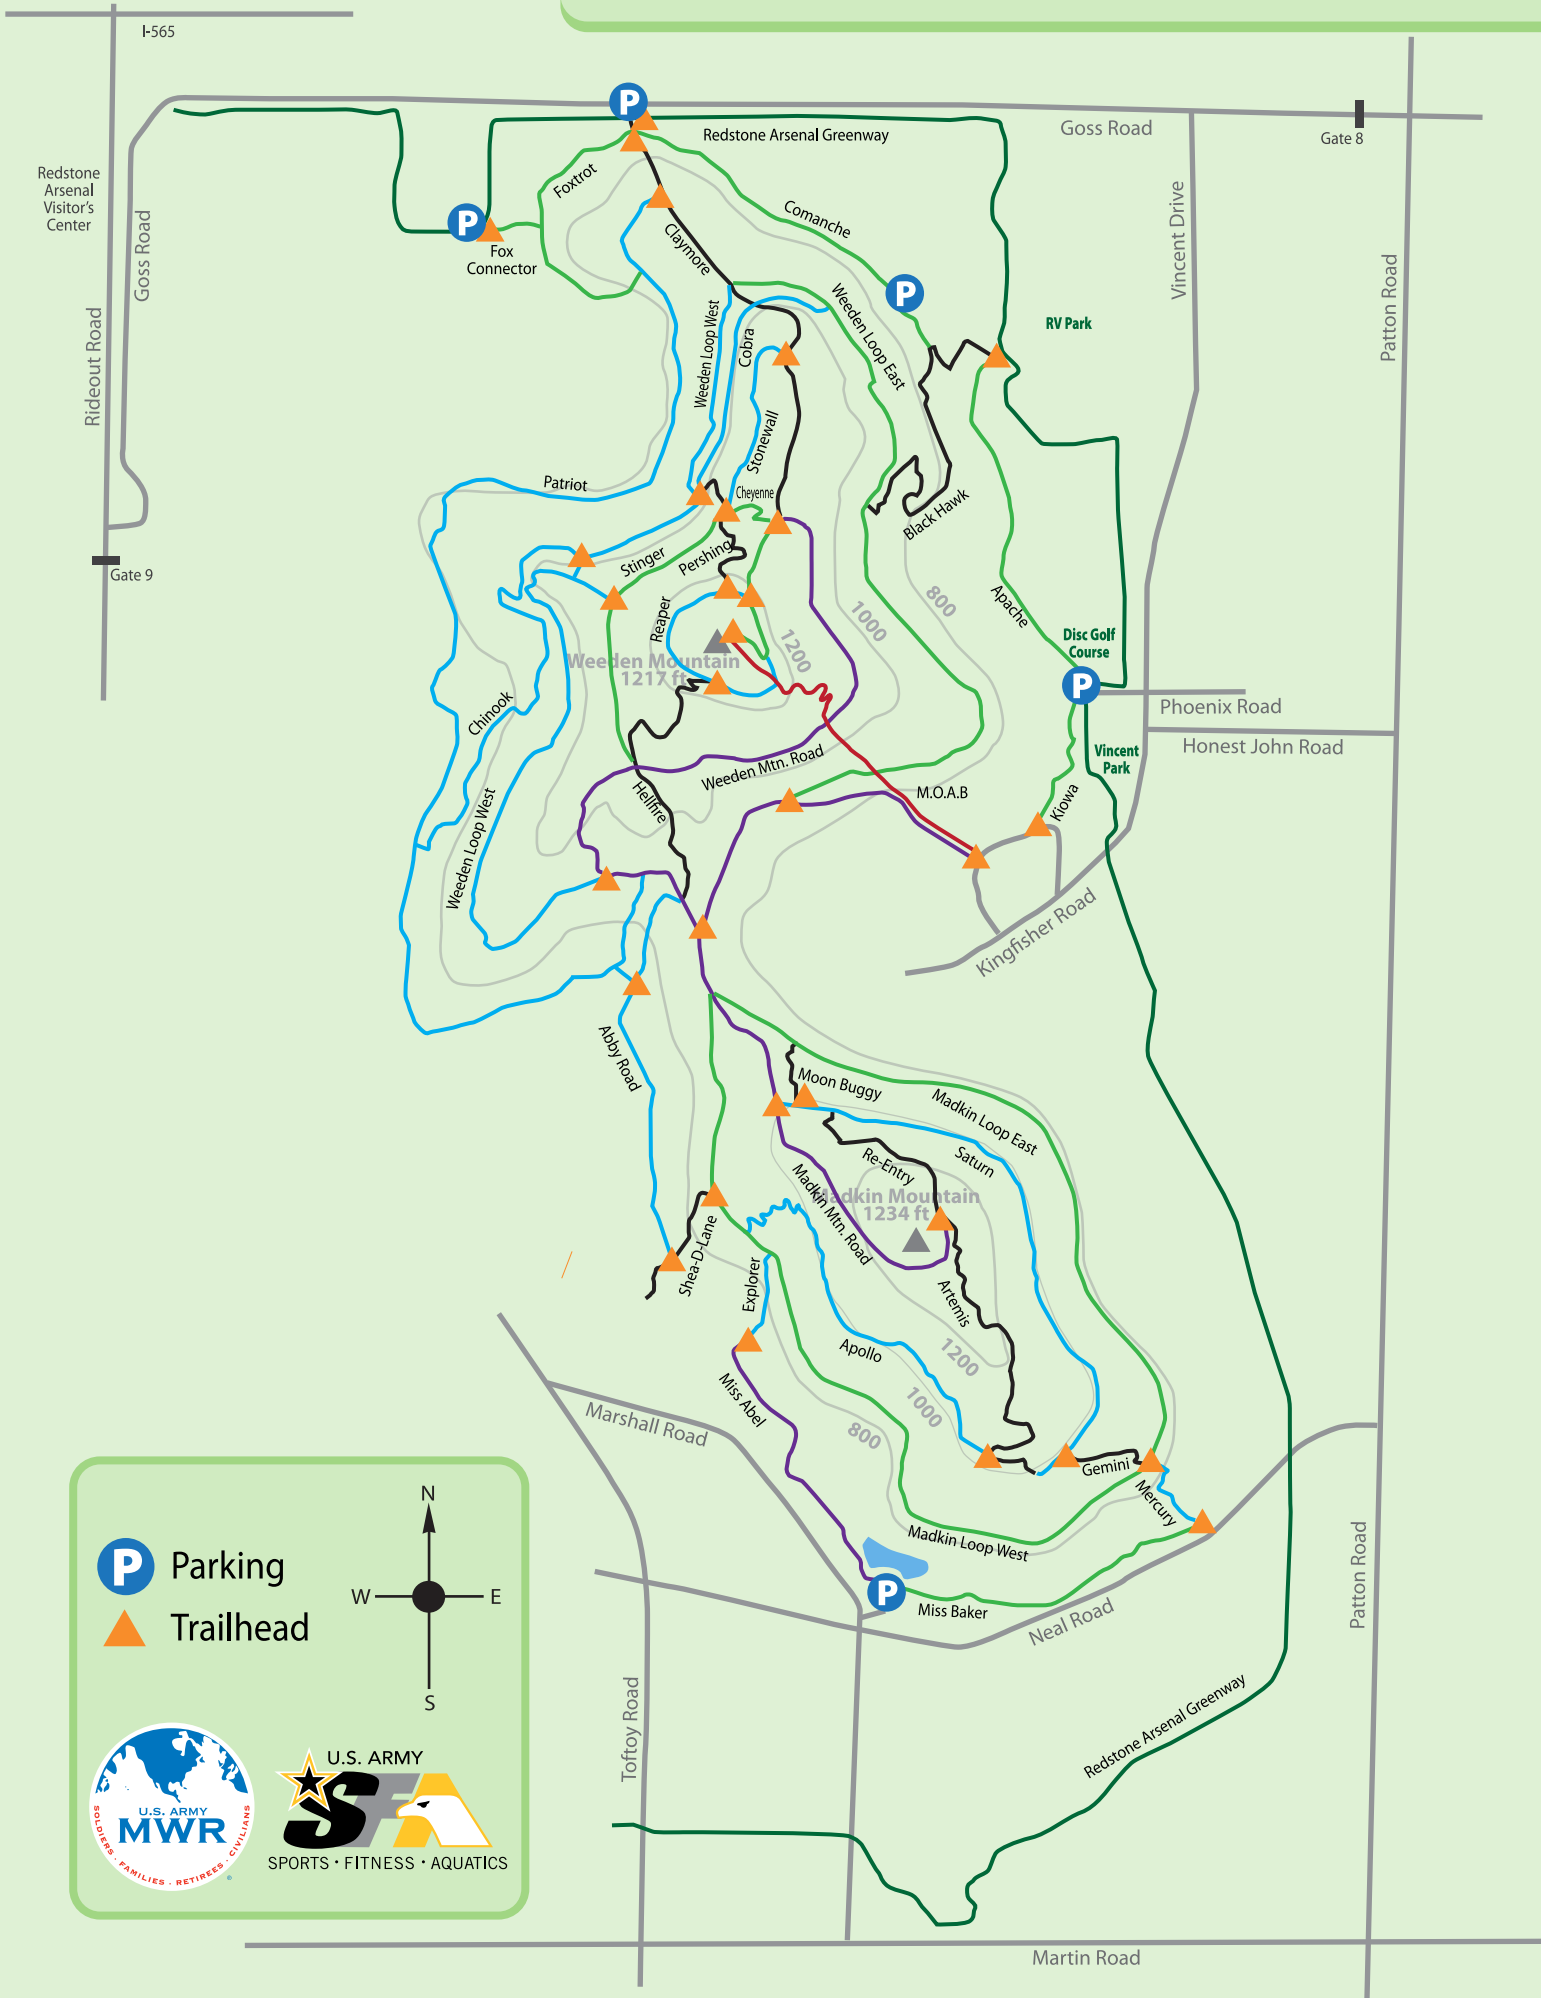 I-565
P
Goss Road
Gate 8
Redstone Arsenal Greenway
Redstone
Arsenal
Visitor's
Center
Goss Road
Rideout Road
Gate 9
Foxtrot
P
Fox
Connector
Claymore
Comanche
P
Vincent Drive
Patton Road
RV Park
Weeden Loop West
Cobra
Weeden Loop East
Stonewall
Patriot
Cheyenne
Black Hawk
Stinger
Pershing
Reaper
Apache
1000
800
1200
Weeden Mountain
1217 ft
Disc Golf
Course
P
Phoenix Road
Honest John Road
Vincent
Park
Chinook
Weeden Mtn. Road
Hellfire
M.O.A.B
Kiowa
Weeden Loop West
Kingfisher Road
Abby Road
Moon Buggy
Madkin Loop East
Saturn
Re-Entry
Madkin Mountain
1234 ft
Madkin Mtn. Road
Shea-D-Lane
Explorer
Artemis
Apollo
1200
1000
800
Miss Abel
Marshall Road
Gemini
Mercury
Madkin Loop West
P
Miss Baker
Neal Road
Patton Road
Toftoy Road
Redstone Arsenal Greenway
Martin Road
P Parking
Trailhead
N
W E
S
U.S. ARMY
MWR
SOLDIERS · FAMILIES · RETIREES · CIVILIANS
®
U.S. ARMY
SFA
SPORTS · FITNESS · AQUATICS